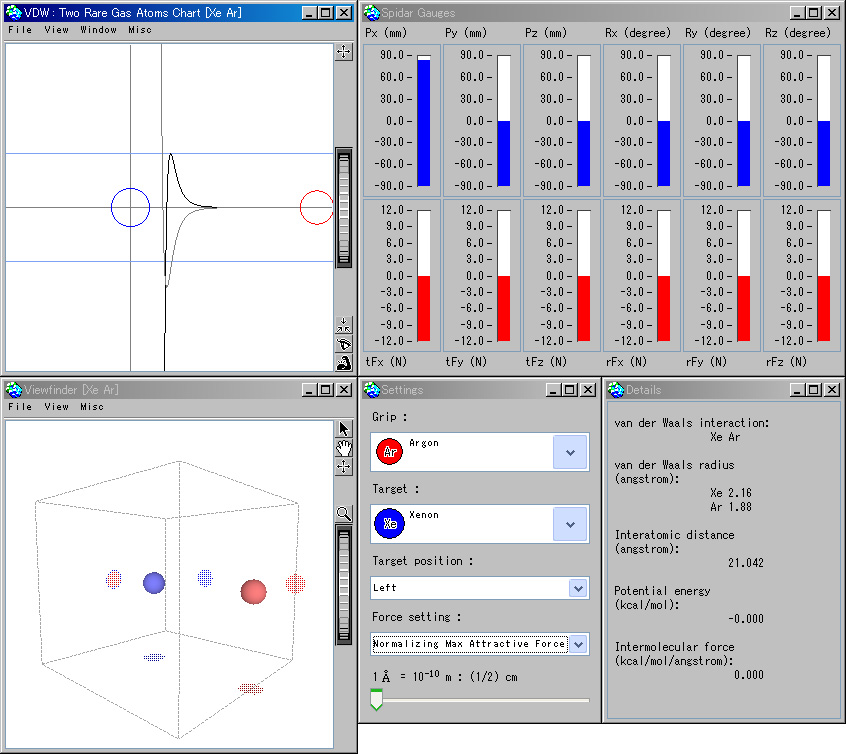 VDW : Two Rare Gas Atoms Chart [Xe Ar]
File View Window Misc
Spidar Gauges
Px (mm) Py (mm) Pz (mm) Rx (degree) Ry (degree) Rz (degree)
90.0 90.0 90.0 90.0 90.0 90.0
60.0 60.0 60.0 60.0 60.0 60.0
30.0 30.0 30.0 30.0 30.0 30.0
0.0 0.0 0.0 0.0 0.0 0.0
-30.0 -30.0 -30.0 -30.0 -30.0 -30.0
-60.0 -60.0 -60.0 -60.0 -60.0 -60.0
-90.0 -90.0 -90.0 -90.0 -90.0 -90.0
12.0 12.0 12.0 12.0 12.0 12.0
9.0 9.0 9.0 9.0 9.0 9.0
6.0 6.0 6.0 6.0 6.0 6.0
3.0 3.0 3.0 3.0 3.0 3.0
0.0 0.0 0.0 0.0 0.0 0.0
-3.0 -3.0 -3.0 -3.0 -3.0 -3.0
-6.0 -6.0 -6.0 -6.0 -6.0 -6.0
-9.0 -9.0 -9.0 -9.0 -9.0 -9.0
-12.0 -12.0 -12.0 -12.0 -12.0 -12.0
tFx (N) tFy (N) tFz (N) rFx (N) rFy (N) rFz (N)
Viewfinder [Xe Ar]
File View Misc
Settings
Grip :
Ar Argon
Target :
Xe Xenon
Target position :
Left
Force setting :
Normalizing Max Attractive Force
1 Å = 10⁻¹⁰ m : (1/2) cm
Details
van der Waals interaction:
Xe Ar
van der Waals radius
(angstrom):
Xe 2.16
Ar 1.88
Interatomic distance
(angstrom):
21.042
Potential energy
(kcal/mol):
-0.000
Intermolecular force
(kcal/mol/angstrom):
0.000